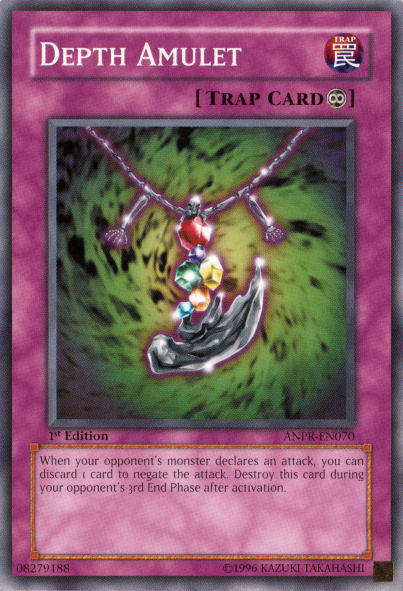 DEPTH AMULET
TRAP
罠
[TRAP CARD∞]
1st Edition
ANPR-EN070
When your opponent's monster declares an attack, you can
discard 1 card to negate the attack. Destroy this card during
your opponent's 3rd End Phase after activation.
08279188
©1996 KAZUKI TAKAHASHI